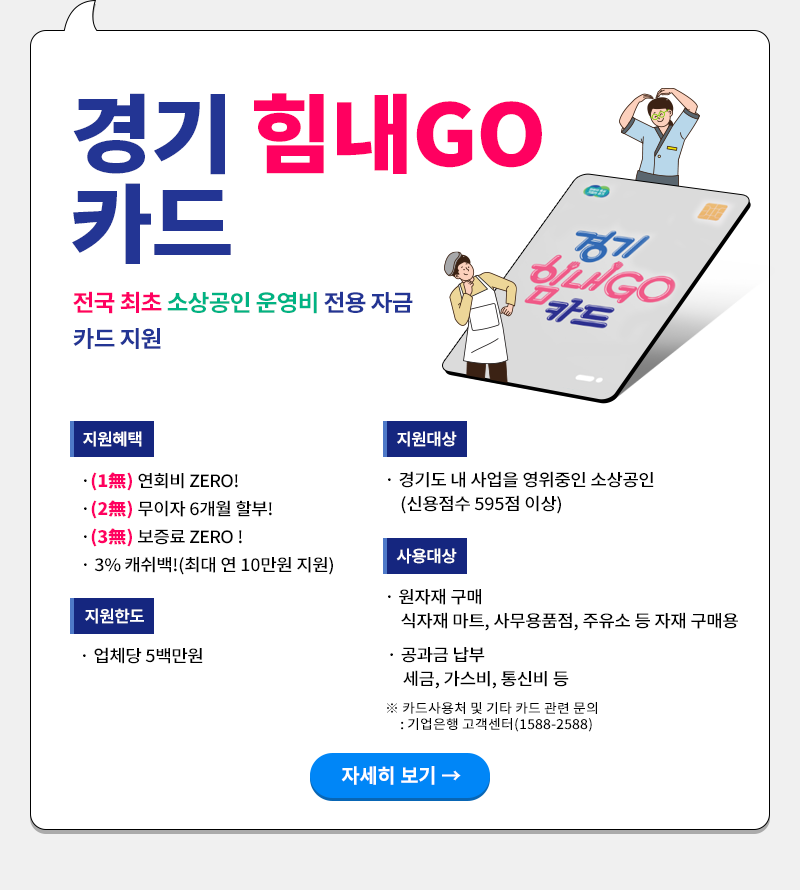 경기 힘내GO
카드
전국 최초 소상공인 운영비 전용 자금
카드 지원
경기
힘내GO
카드
지원혜택
· (1無) 연회비 ZERO!
· (2無) 무이자 6개월 할부!
· (3無) 보증료 ZERO !
· 3% 캐쉬백!(최대 연 10만원 지원)
지원한도
· 업체당 5백만원
지원대상
· 경기도 내 사업을 영위중인 소상공인
(신용점수 595점 이상)
사용대상
· 원자재 구매
식자재 마트, 사무용품점, 주유소 등 자재 구매용
· 공과금 납부
세금, 가스비, 통신비 등
※ 카드사용처 및 기타 카드 관련 문의
: 기업은행 고객센터(1588-2588)
자세히 보기 →